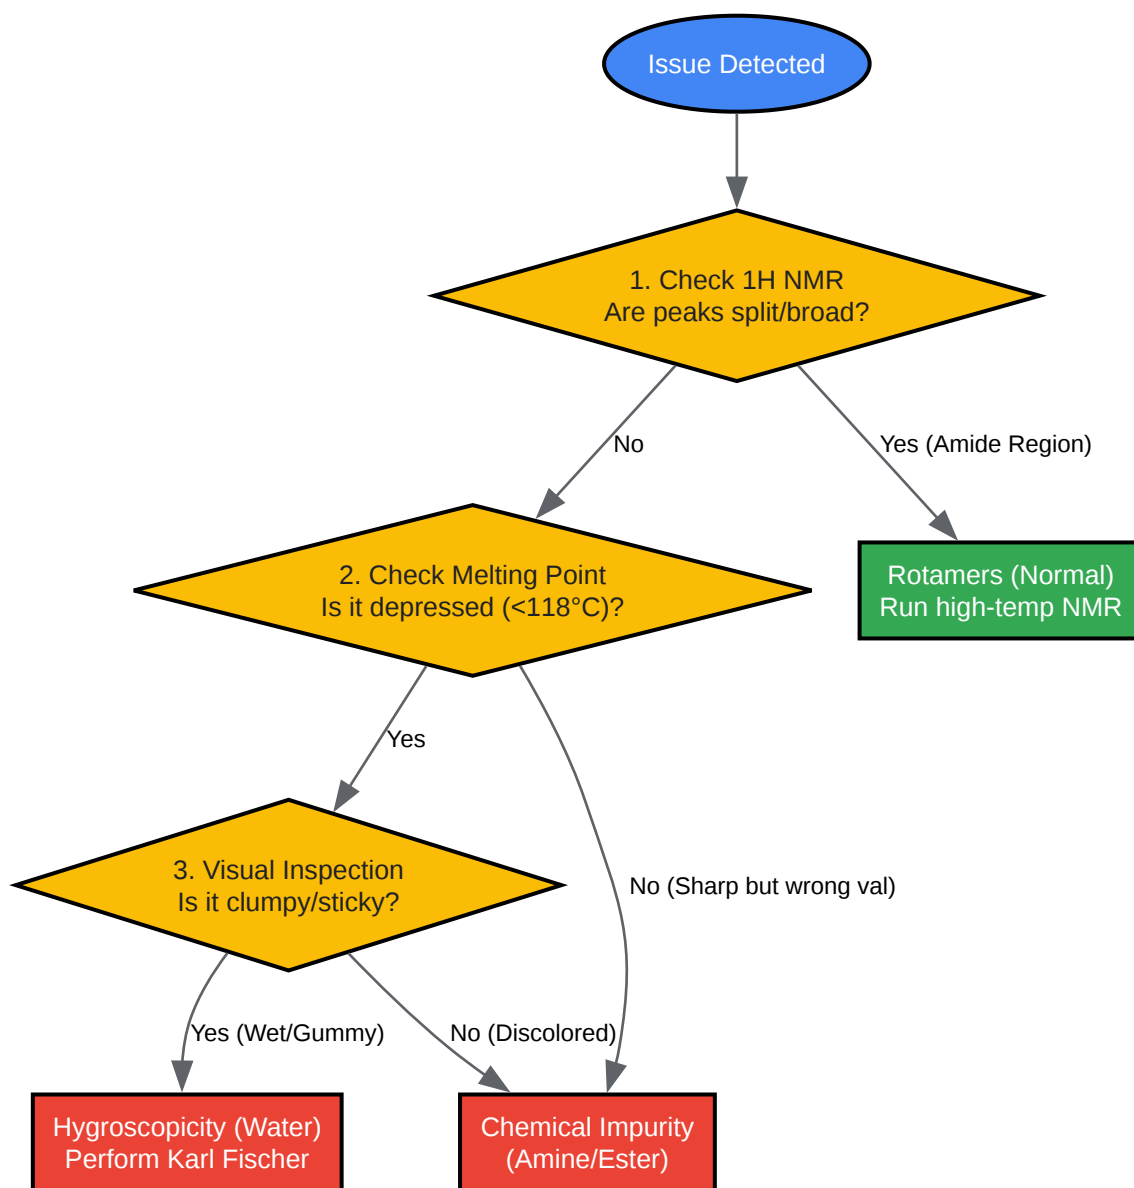 Issue Detected
1. Check 1H NMR
Are peaks split/broad?
No
Yes (Amide Region)
2. Check Melting Point
Is it depressed (<118°C)?
Rotamers (Normal)
Run high-temp NMR
Yes
3. Visual Inspection
Is it clumpy/sticky?
No (Sharp but wrong val)
Yes (Wet/Gummy)
No (Discolored)
Hygroscopicity (Water)
Perform Karl Fischer
Chemical Impurity
(Amine/Ester)